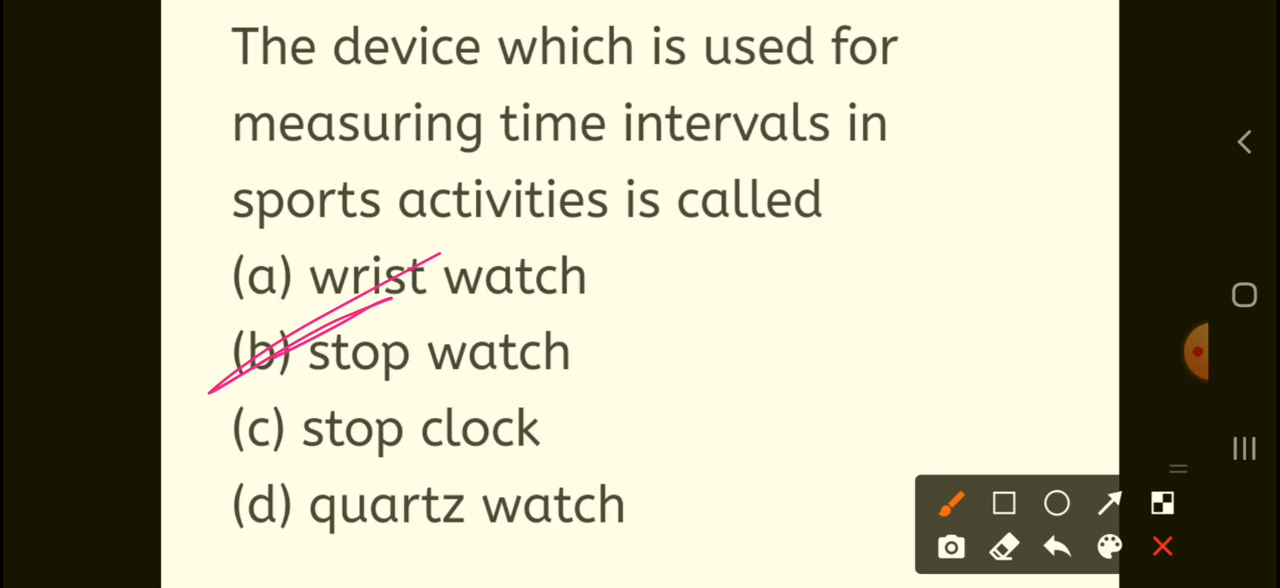 The device which is used for
measuring time intervals in
sports activities is called
(a) wrist watch
(b) stop watch
(c) stop clock
(d) quartz watch